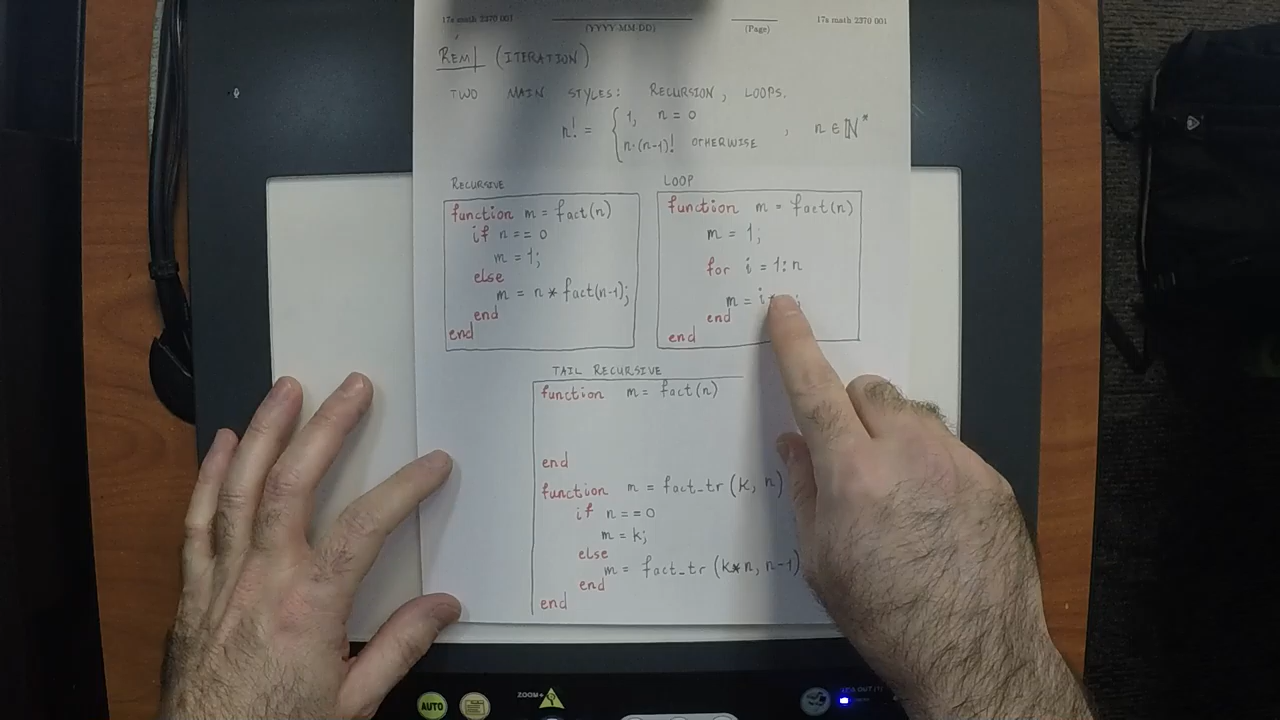 17s math 2370 001 (YYYY-MM-DD) (Page) 17s math 2370 001
REM (ITERATION)
TWO MAIN STYLES: RECURSION, LOOPS.
n! = { 1, n = 0
n·(n-1)! OTHERWISE , n ∈ ℕ*
RECURSIVE
function m = fact(n)
if n == 0
m = 1;
else
m = n * fact(n-1);
end
end
LOOP
function m = fact(n)
m = 1;
for i = 1:n
m = i * ;
end
end
TAIL RECURSIVE
function m = fact(n)
end
function m = fact_tr(k, n)
if n == 0
m = k;
else
m = fact_tr(k*n, n-1)
end
end
ZOOM+
AUTO